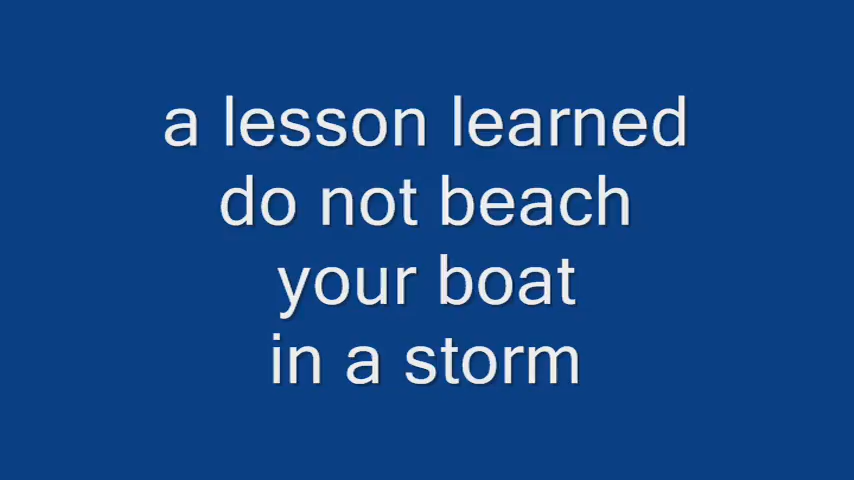 a lesson learned
do not beach
your boat
in a storm